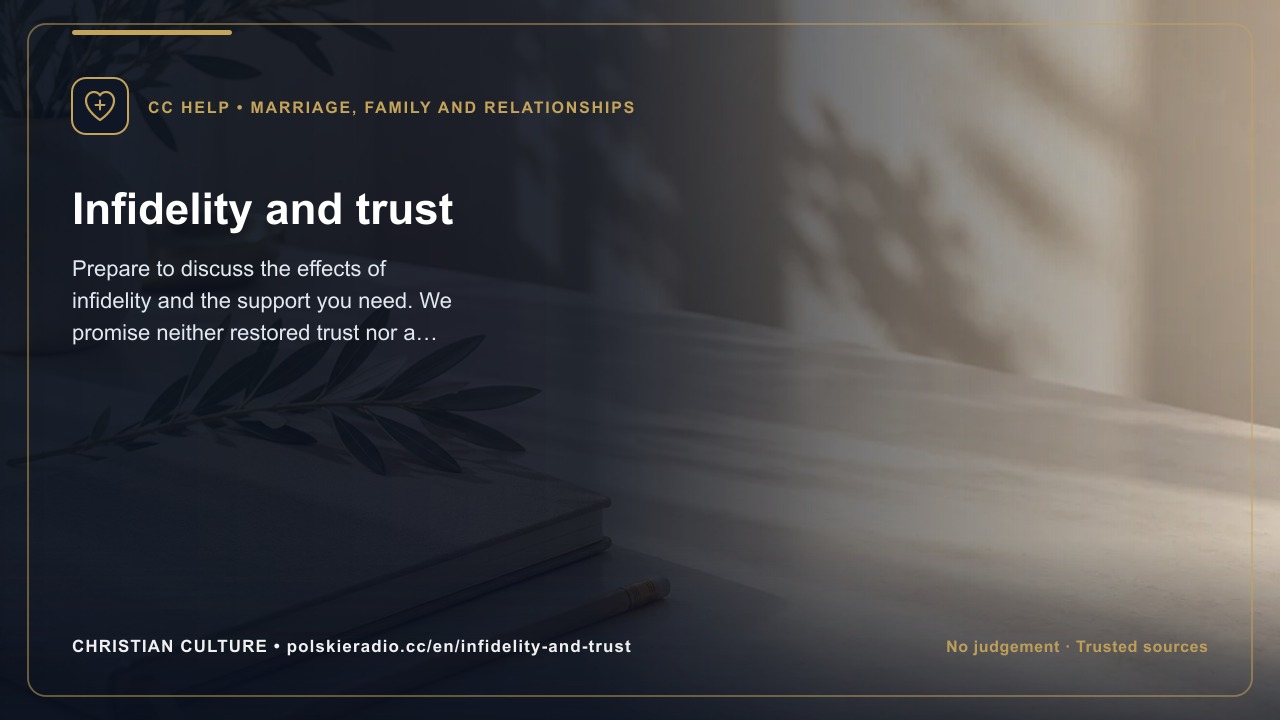 CC HELP • MARRIAGE, FAMILY AND RELATIONSHIPS
Infidelity and trust
Prepare to discuss the effects of
infidelity and the support you need. We
promise neither restored trust nor a…
CHRISTIAN CULTURE • polskieradio.cc/en/infidelity-and-trust
No judgement · Trusted sources